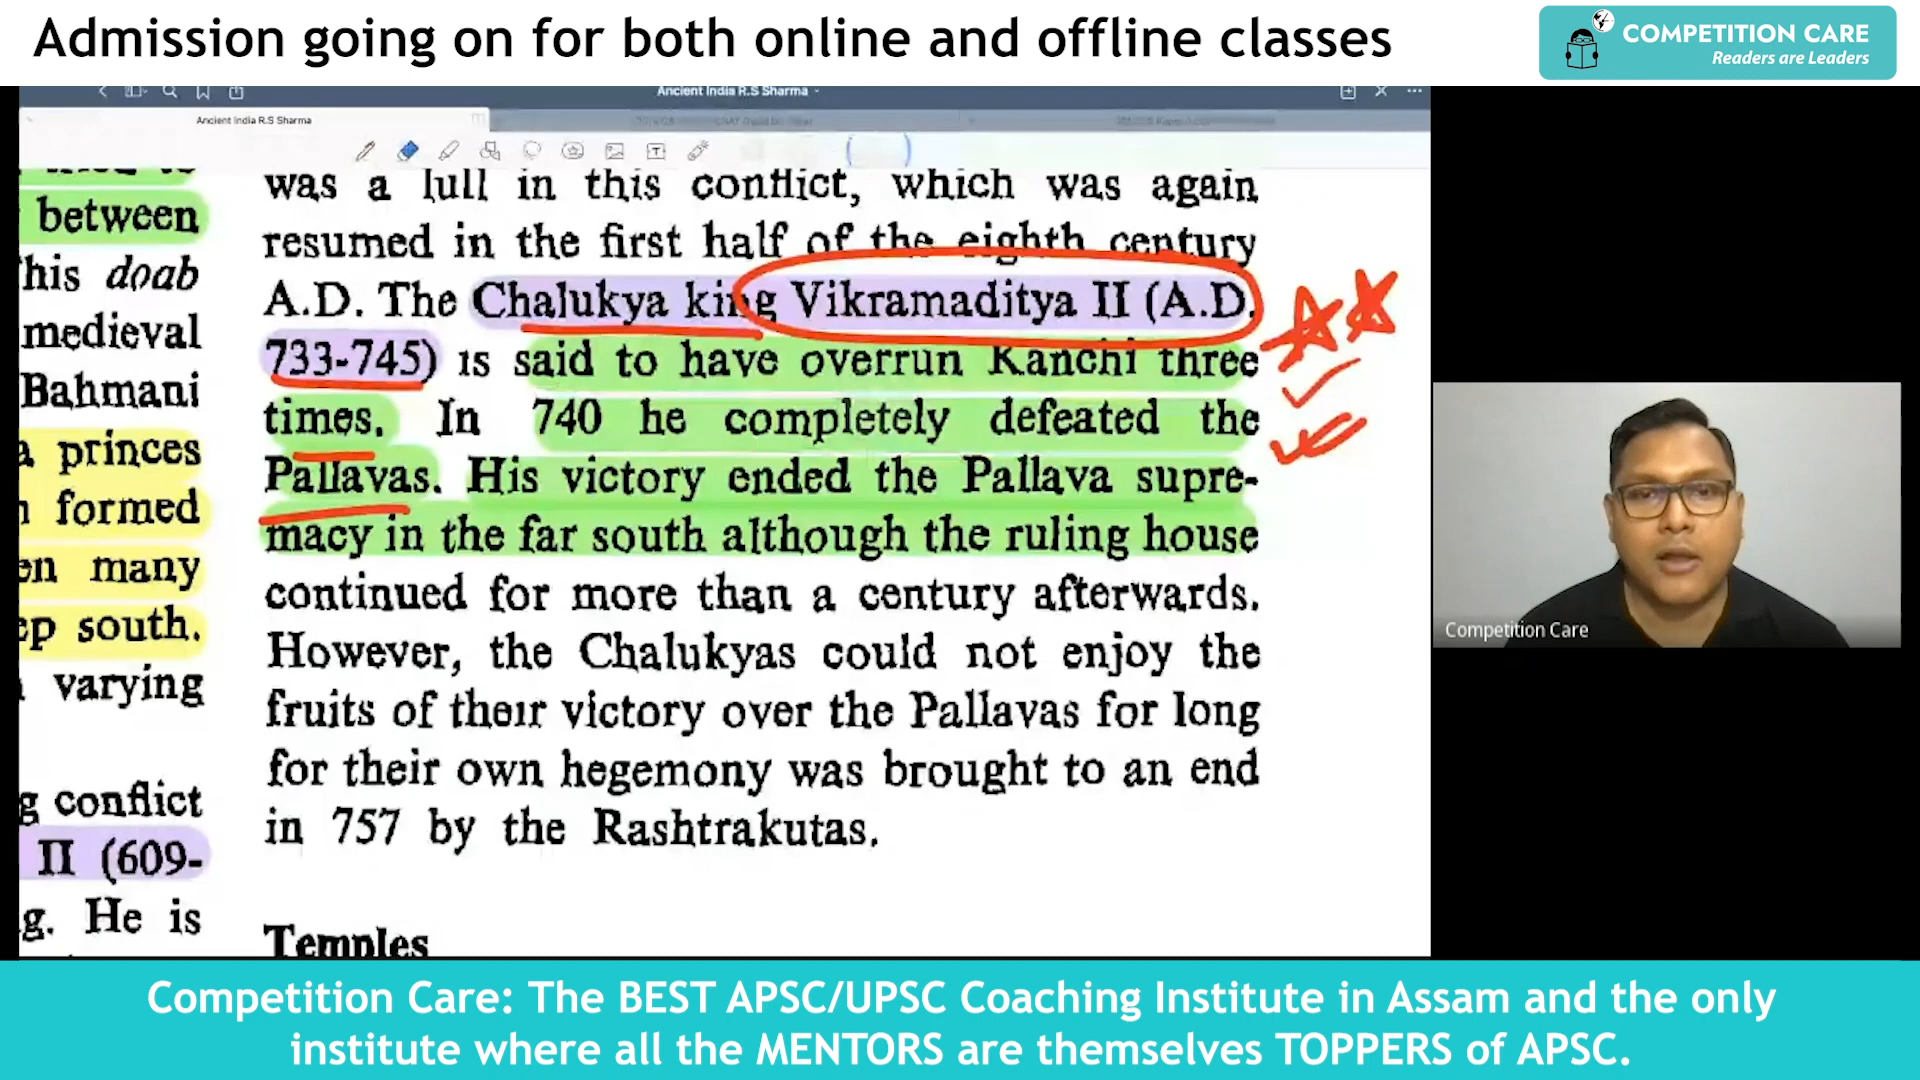 Admission going on for both online and offline classes
COMPETITION CARE
Readers are Leaders
Ancient India R.S Sharma
Ancient India R.S Sharma
between
his doab
medieval
Bahmani
princes
formed
many
south.
varying
conflict
II (609-
He is
was a lull in this conflict, which was again
resumed in the first half of the eighth century
A.D. The Chalukya king Vikramaditya II (A.D.
733-745) is said to have overrun Kanchi three
times. In 740 he completely defeated the
Pallavas. His victory ended the Pallava supre-
macy in the far south although the ruling house
continued for more than a century afterwards.
However, the Chalukyas could not enjoy the
fruits of their victory over the Pallavas for long
for their own hegemony was brought to an end
in 757 by the Rashtrakutas.
Temples
Competition Care
Competition Care: The BEST APSC/UPSC Coaching Institute in Assam and the only
institute where all the MENTORS are themselves TOPPERS of APSC.